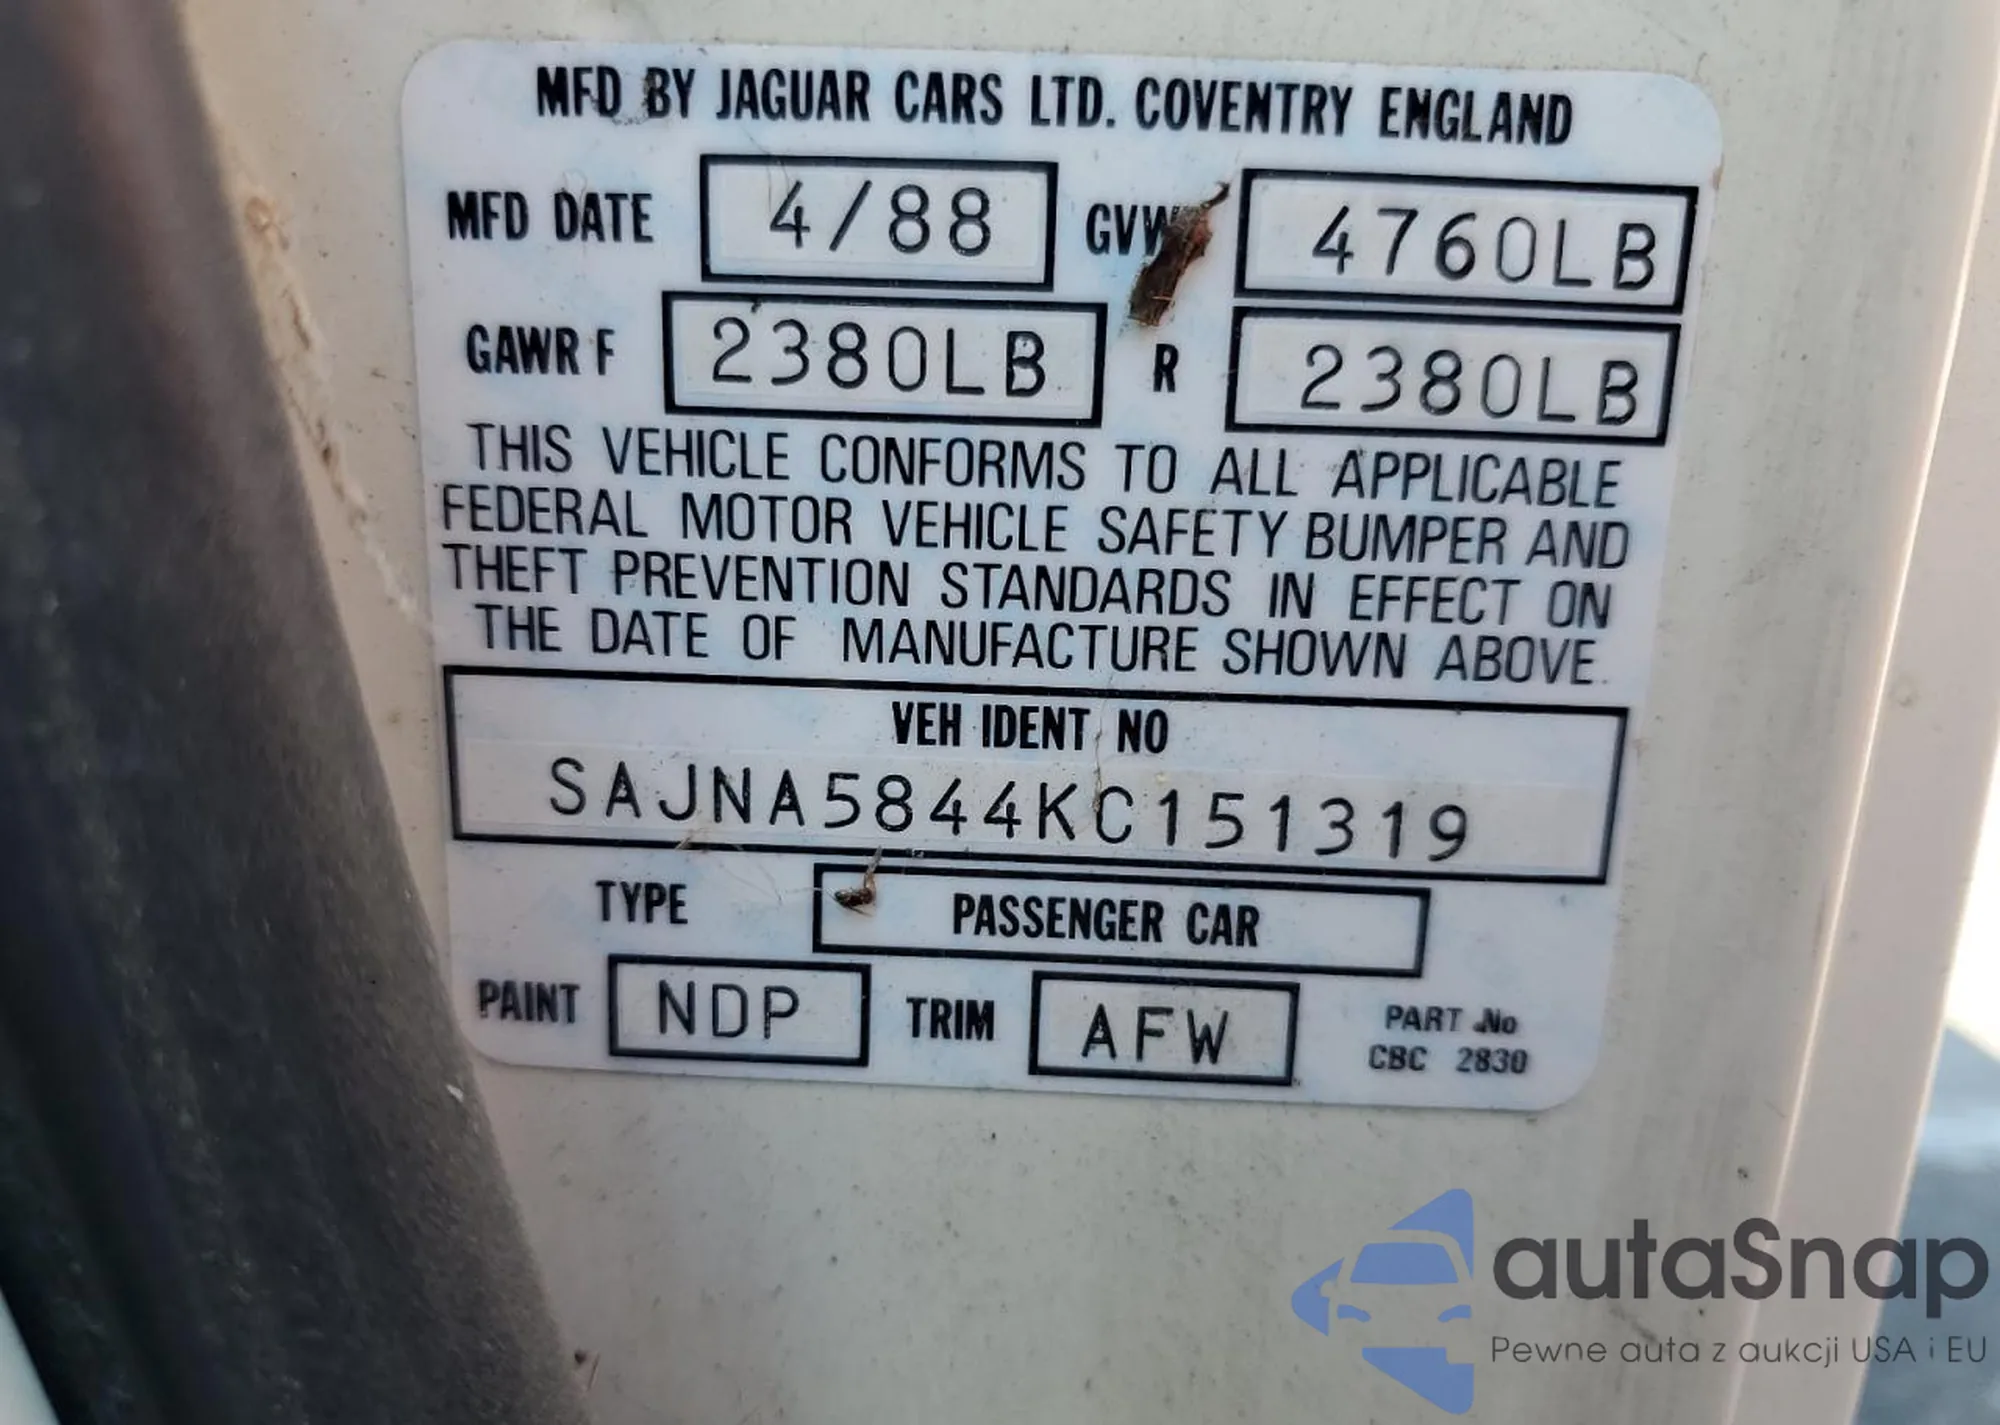 MFD BY JAGUAR CARS LTD. COVENTRY ENGLAND
MFD DATE 4/88 GVW 4760LB
GAWR F 2380LB R 2380LB
THIS VEHICLE CONFORMS TO ALL APPLICABLE
FEDERAL MOTOR VEHICLE SAFETY BUMPER AND
THEFT PREVENTION STANDARDS IN EFFECT ON
THE DATE OF MANUFACTURE SHOWN ABOVE.
VEH IDENT NO
SAJNA5844KC151319
TYPE PASSENGER CAR
PAINT NDP TRIM AFW
PART No
CBC 2830
autaSnap
Pewne auta z aukcji USA i EU